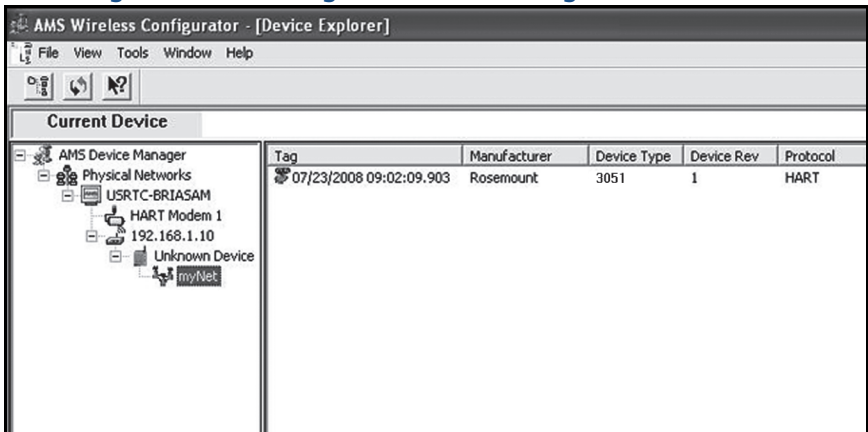 AMS Wireless Configurator - [Device Explorer]
File View Tools Window Help
Current Device
AMS Device Manager
Physical Networks
USRTC-BRIASAM
HART Modem 1
192.168.1.10
Unknown Device
myNet
Tag Manufacturer Device Type Device Rev Protocol
07/23/2008 09:02:09.903 Rosemount 3051 1 HART